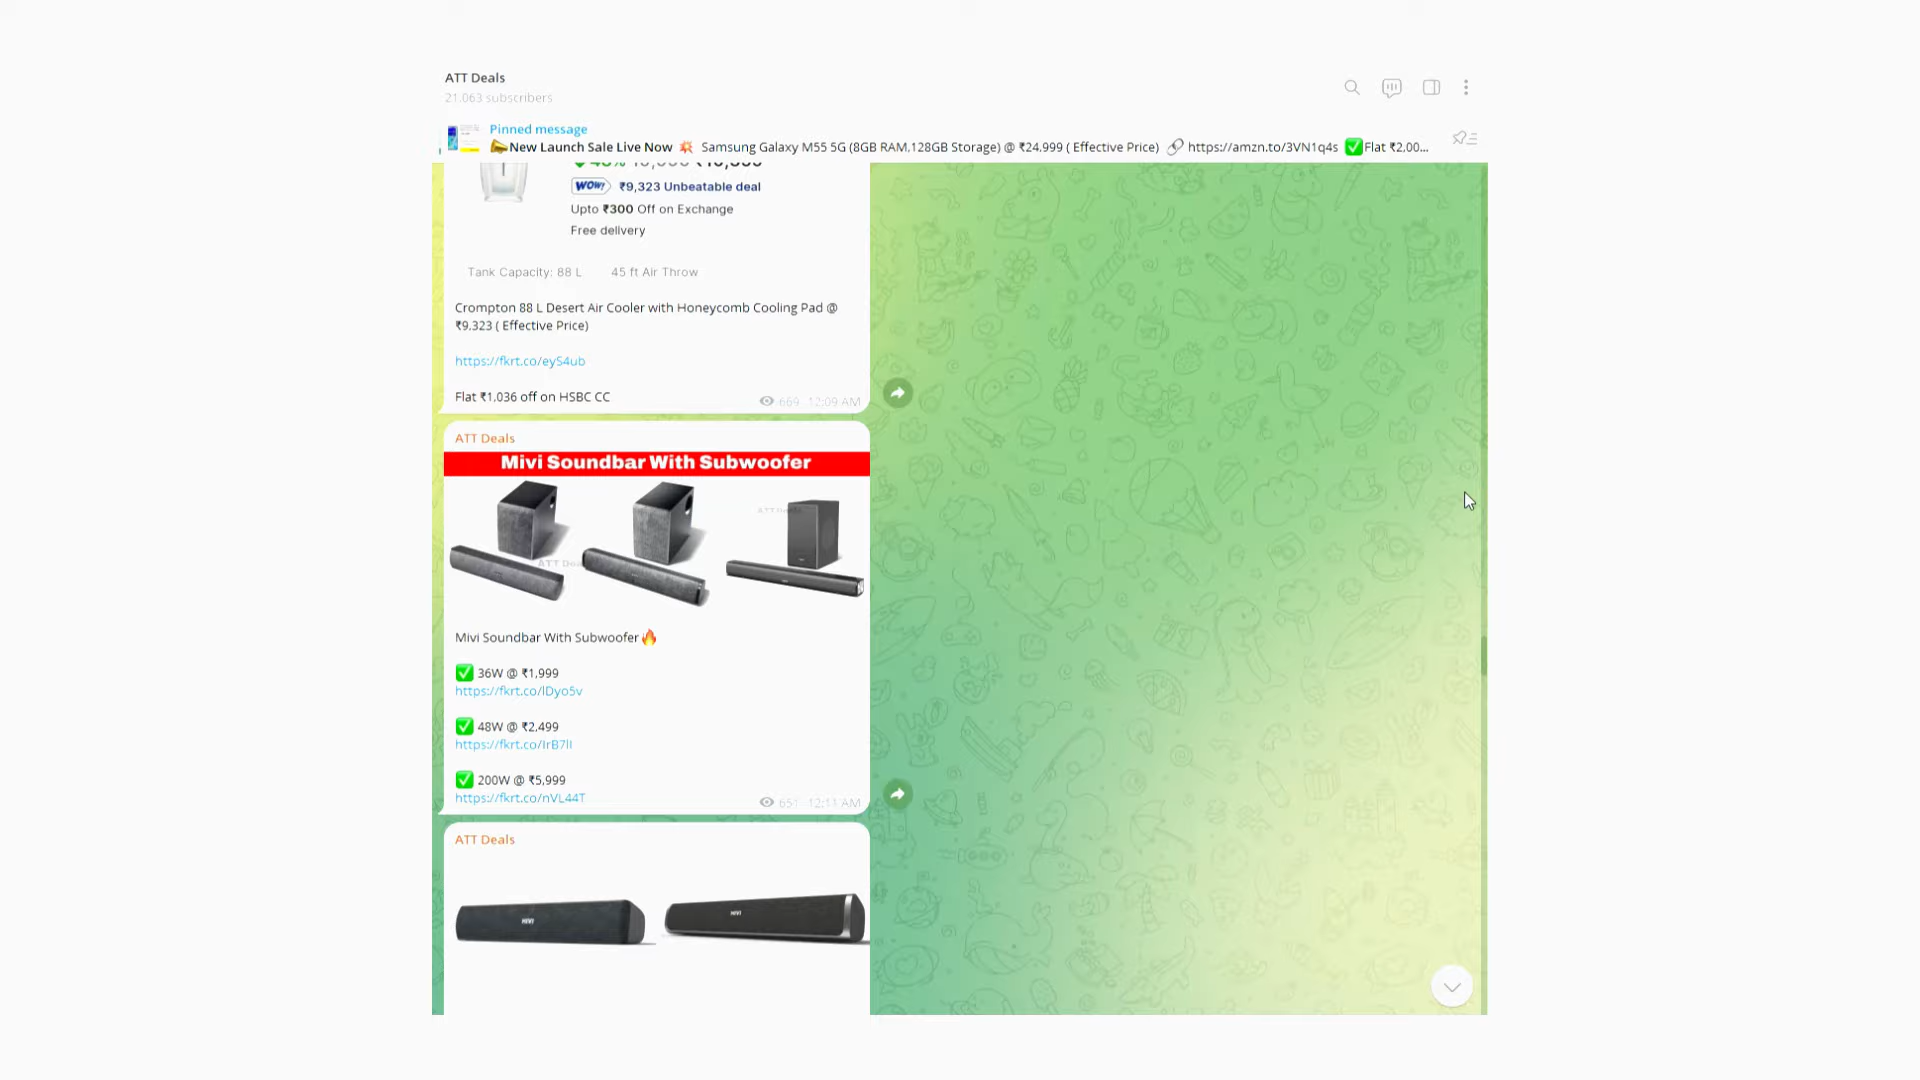 ATT Deals
21,063 subscribers
Pinned message
New Launch Sale Live Now 💥 Samsung Galaxy M55 5G (8GB RAM,128GB Storage) @ ₹24,999 ( Effective Price) 🔗 https://amzn.to/3VN1q4s ✅Flat ₹2,00...
WOW! ₹9,323 Unbeatable deal
Upto ₹300 Off on Exchange
Free delivery
Tank Capacity: 88 L 45 ft Air Throw
Crompton 88 L Desert Air Cooler with Honeycomb Cooling Pad @
₹9,323 ( Effective Price)
https://fkrt.co/eyS4ub
Flat ₹1,036 off on HSBC CC
669 12:09 AM
ATT Deals
Mivi Soundbar With Subwoofer
Mivi Soundbar With Subwoofer🔥
✅ 36W @ ₹1,999
https://fkrt.co/lDyo5v
✅ 48W @ ₹2,499
https://fkrt.co/IrB7lI
✅ 200W @ ₹5,999
https://fkrt.co/nVL44T
651 12:11 AM
ATT Deals
MIVI
MIVI